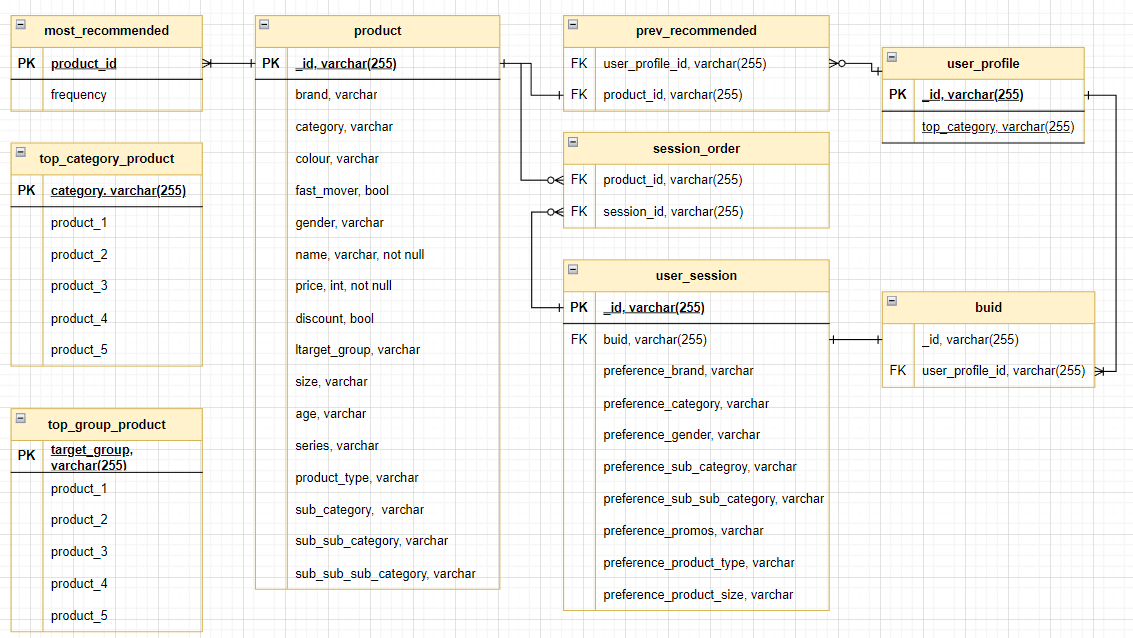 most_recommended
PK product_id
frequency
top_category_product
PK category. varchar(255)
product_1
product_2
product_3
product_4
product_5
top_group_product
PK target_group,
varchar(255)
product_1
product_2
product_3
product_4
product_5
product
PK _id, varchar(255)
brand, varchar
category, varchar
colour, varchar
fast_mover, bool
gender, varchar
name, varchar, not null
price, int, not null
discount, bool
ltarget_group, varchar
size, varchar
age, varchar
series, varchar
product_type, varchar
sub_category, varchar
sub_sub_category, varchar
sub_sub_sub_category, varchar
prev_recommended
FK user_profile_id, varchar(255)
FK product_id, varchar(255)
session_order
FK product_id, varchar(255)
FK session_id, varchar(255)
user_session
PK _id, varchar(255)
FK buid, varchar(255)
preference_brand, varchar
preference_category, varchar
preference_gender, varchar
preference_sub_categroy, varchar
preference_sub_sub_category, varchar
preference_promos, varchar
preference_product_type, varchar
preference_product_size, varchar
user_profile
PK _id, varchar(255)
top_category, varchar(255)
buid
_id, varchar(255)
FK user_profile_id, varchar(255)